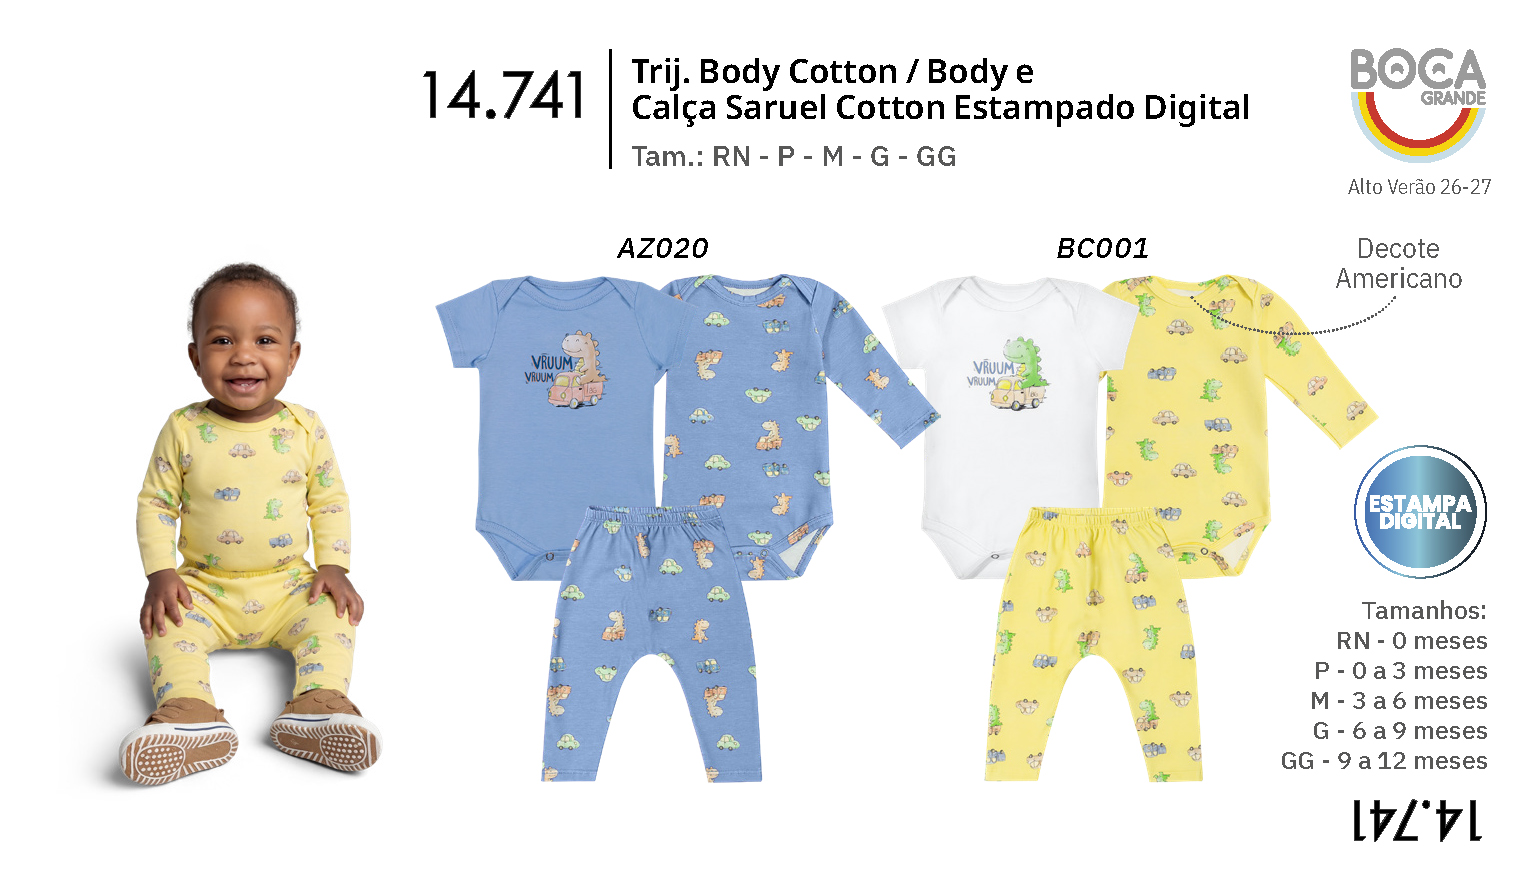 14.741
Trij. Body Cotton / Body e
Calça Saruel Cotton Estampado Digital
Tam.: RN - P - M - G - GG
BOCA
GRANDE
Alto Verão 26-27
AZ020
BC001
Decote
Americano
VRUUM
VRUUM
VRUUM
VRUUM
ESTAMPA
DIGITAL
Tamanhos:
RN - 0 meses
P - 0 a 3 meses
M - 3 a 6 meses
G - 6 a 9 meses
GG - 9 a 12 meses
14.741